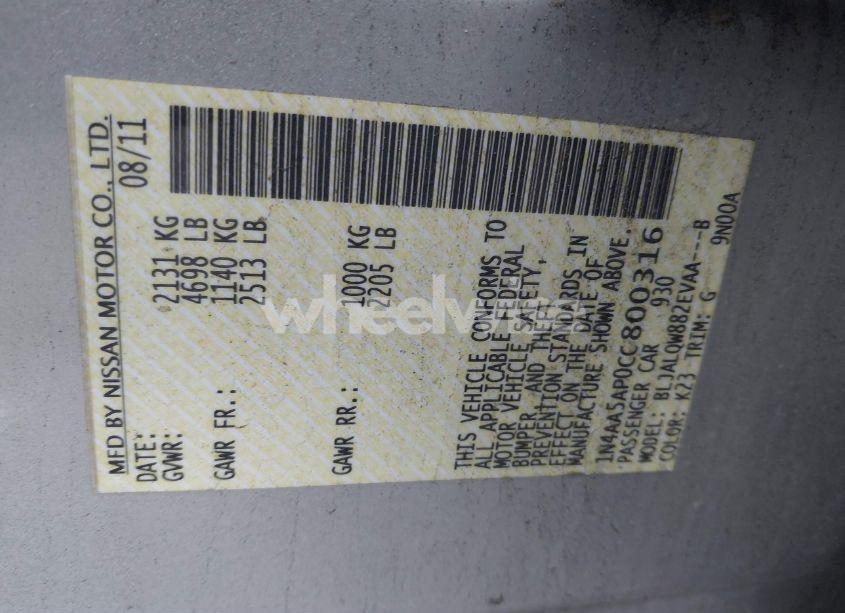 MFD BY NISSAN MOTOR CO., LTD.
DATE: 08/11
GVWR: 2131 KG
4698 LB
GAWR FR.: 1140 KG
2513 LB
GAWR RR.: 1000 KG
2205 LB
THIS VEHICLE CONFORMS TO
ALL APPLICABLE FEDERAL
MOTOR VEHICLE SAFETY,
BUMPER AND THEFT
PREVENTION STANDARDS IN
EFFECT ON THE DATE OF
MANUFACTURE SHOWN ABOVE.
1N4AA5AP0CC800316
PASSENGER CAR 930
MODEL: BLJALQW882EVAA---B
COLOR: K23 TRIM: G 9N00A